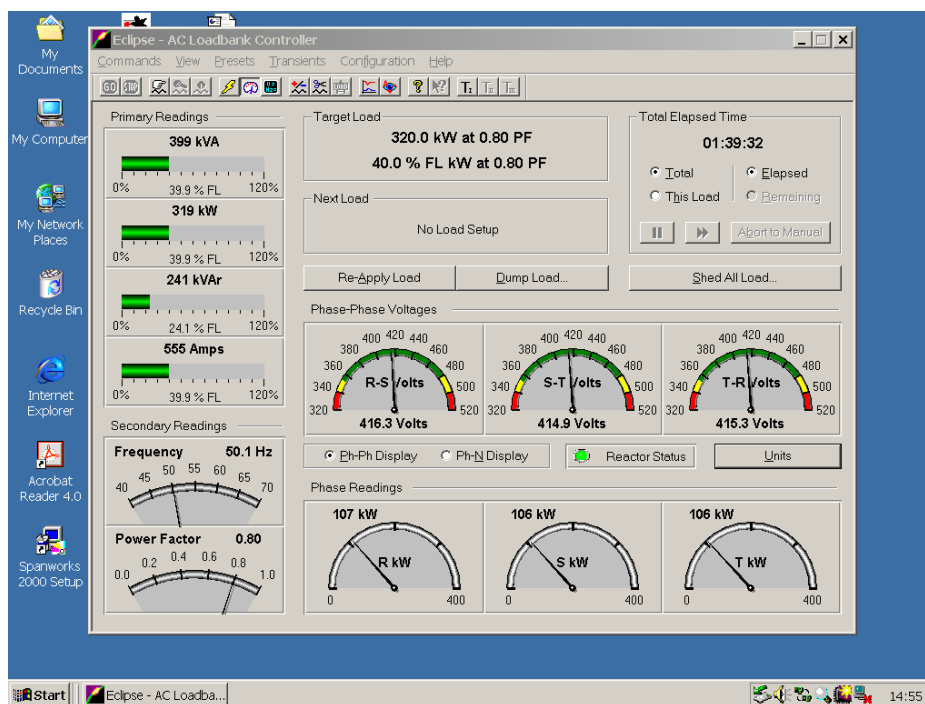 My Documents
My Computer
My Network Places
Recycle Bin
Internet Explorer
Acrobat Reader 4.0
Spanworks 2000 Setup
Eclipse - AC Loadbank Controller
Commands View Presets Transients Configuration Help
GO
Primary Readings
399 kVA
0% 39.9 % FL 120%
319 kW
0% 39.9 % FL 120%
241 kVAr
0% 24.1 % FL 120%
555 Amps
0% 39.9 % FL 120%
Secondary Readings
Frequency 50.1 Hz
40 45 50 55 60 65 70
Power Factor 0.80
0.0 0.2 0.4 0.6 0.8 1.0
Target Load
320.0 kW at 0.80 PF
40.0 % FL kW at 0.80 PF
Next Load
No Load Setup
Total Elapsed Time
01:39:32
Total Elapsed
This Load Remaining
Abort to Manual
Re-Apply Load Dump Load... Shed All Load...
Phase-Phase Voltages
320 340 360 380 400 420 440 460 480 500 520
R-S Volts
416.3 Volts
320 340 360 380 400 420 440 460 480 500 520
S-T Volts
414.9 Volts
320 340 360 380 400 420 440 460 480 500 520
T-R Volts
415.3 Volts
Ph-Ph Display Ph-N Display Reactor Status Units
Phase Readings
107 kW
R kW
0 400
106 kW
S kW
0 400
106 kW
T kW
0 400
Start Eclipse - AC Loadba... 14:55